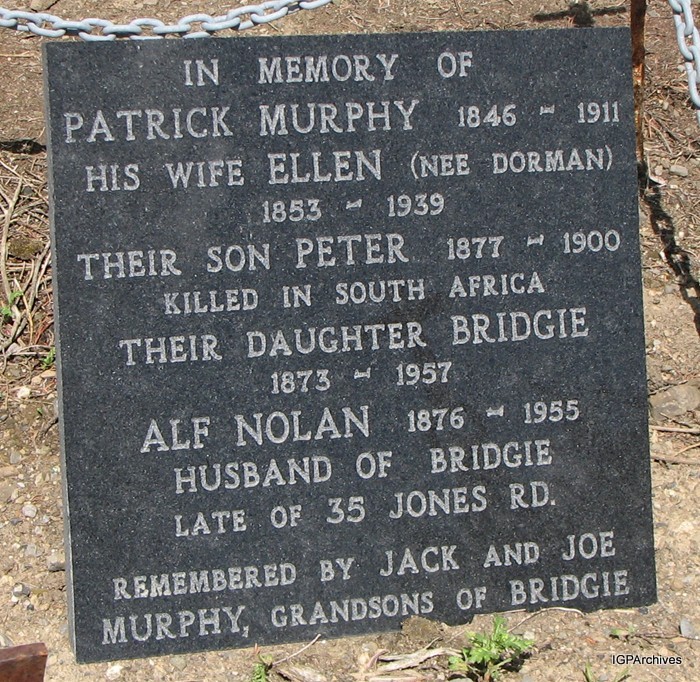 IN MEMORY OF
PATRICK MURPHY 1846 - 1911
HIS WIFE ELLEN (NEE DORMAN)
1853 - 1939
THEIR SON PETER 1877 - 1900
KILLED IN SOUTH AFRICA
THEIR DAUGHTER BRIDGIE
1873 - 1957
ALF NOLAN 1876 - 1955
HUSBAND OF BRIDGIE
LATE OF 35 JONES RD.
REMEMBERED BY JACK AND JOE
MURPHY, GRANDSONS OF BRIDGIE
IGPArchives